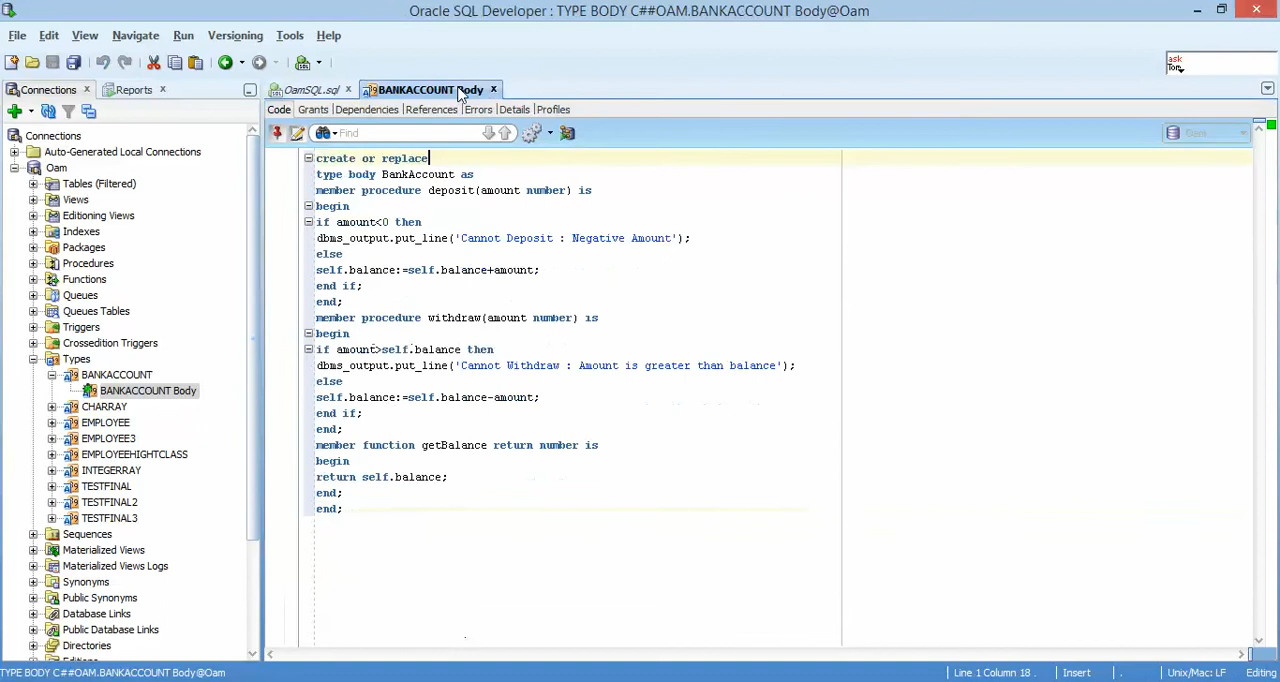 Oracle SQL Developer: TYPE BODY C##OAM.BANKACCOUNT Body@Oam
File Edit View Navigate Run Versioning Tools Help
ask
Tom
Connections Reports OamSQL.sql BANKACCOUNT Body
Code Grants Dependencies References Errors Details Profiles
Find
Oam
Connections
Auto-Generated Local Connections
Oam
Tables (Filtered)
Views
Editioning Views
Indexes
Packages
Procedures
Functions
Queues
Queues Tables
Triggers
Crossedition Triggers
Types
BANKACCOUNT
BANKACCOUNT Body
CHARRAY
EMPLOYEE
EMPLOYEE3
EMPLOYEEHIGHTCLASS
INTEGERRAY
TESTFINAL
TESTFINAL2
TESTFINAL3
Sequences
Materialized Views
Materialized Views Logs
Synonyms
Public Synonyms
Database Links
Public Database Links
Directories
create or replace
type body BankAccount as
member procedure deposit(amount number) is
begin
if amount<0 then
dbms_output.put_line('Cannot Deposit : Negative Amount');
else
self.balance:=self.balance+amount;
end if;
end;
member procedure withdraw(amount number) is
begin
if amount>self.balance then
dbms_output.put_line('Cannot Withdraw : Amount is greater than balance');
else
self.balance:=self.balance-amount;
end if;
end;
member function getBalance return number is
begin
return self.balance;
end;
end;
TYPE BODY C##OAM.BANKACCOUNT Body@Oam
Line 1 Column 18 Insert Unix/Mac: LF Editing